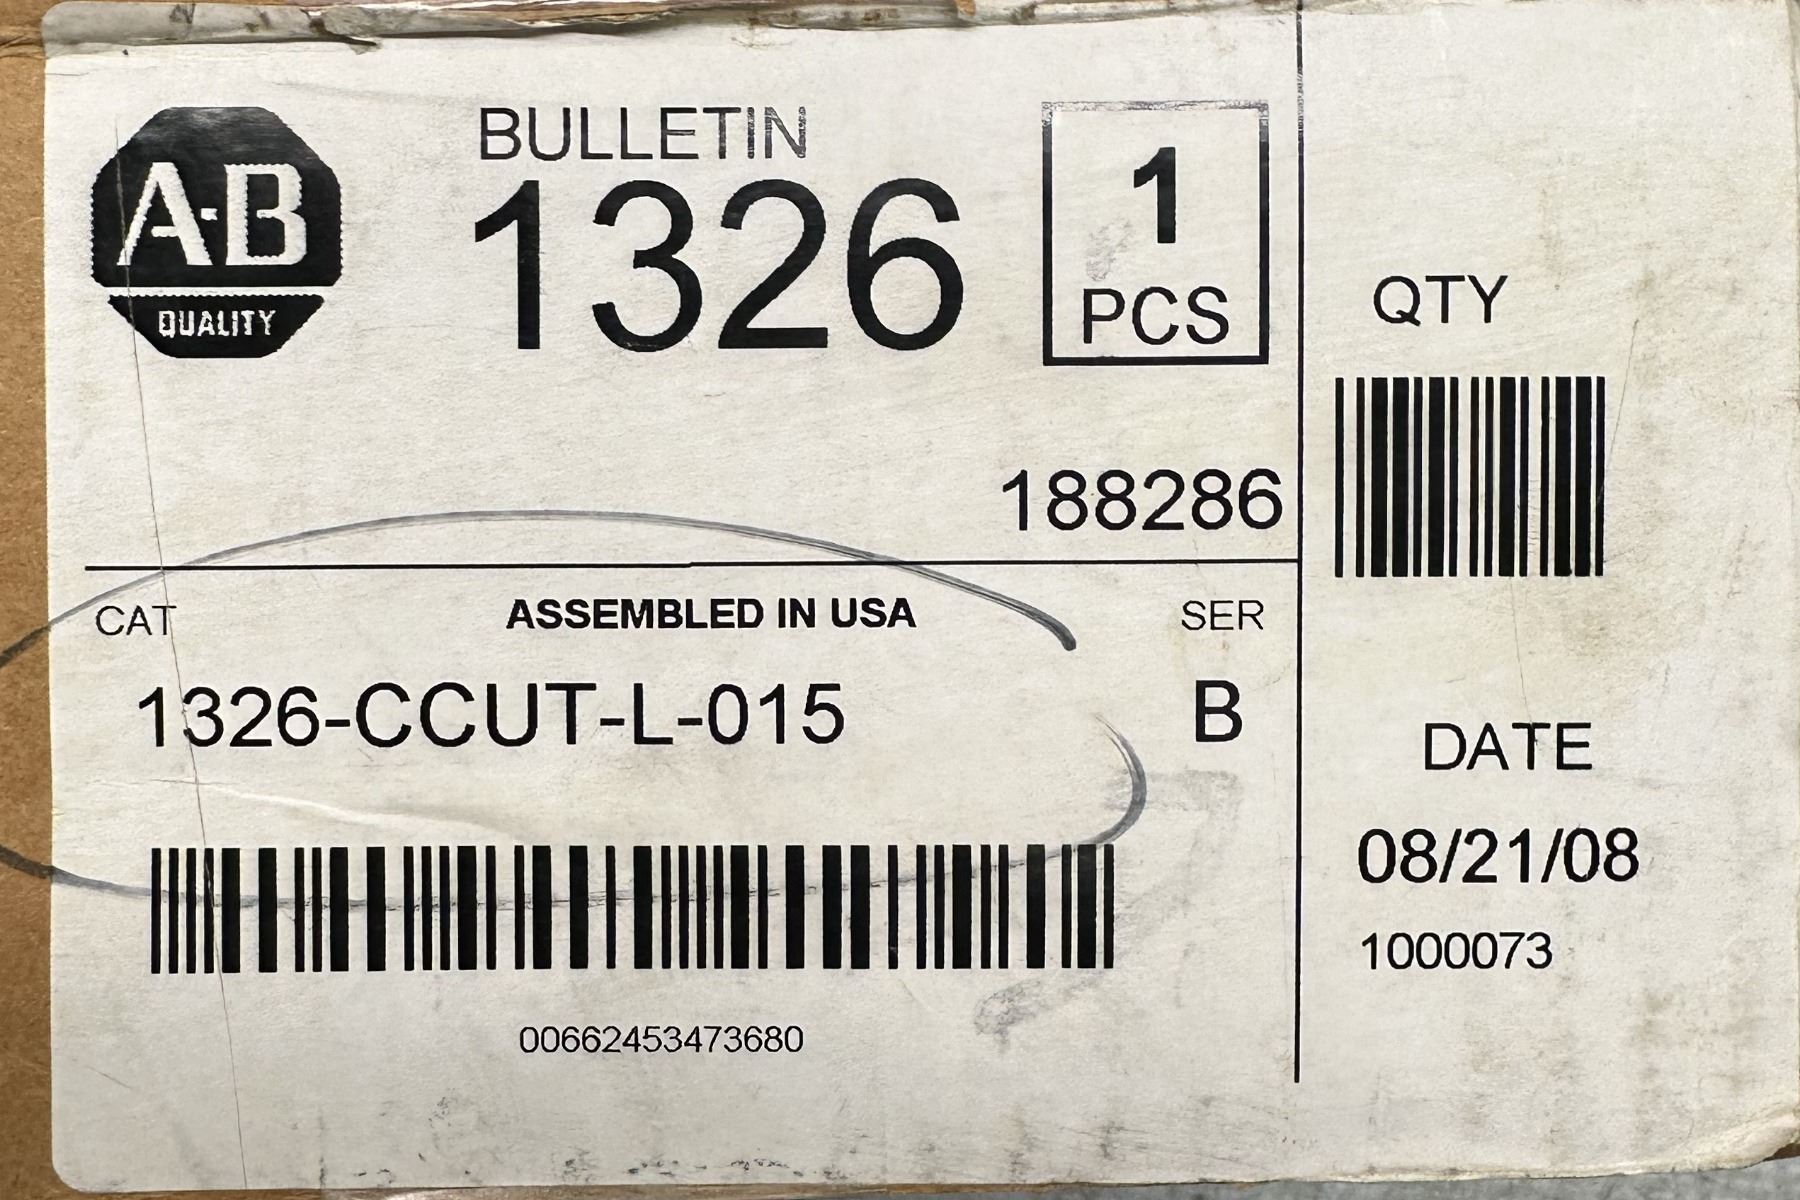 A-B
QUALITY
BULLETIN
1326
1
PCS
188286
CAT
ASSEMBLED IN USA
SER
1326-CCUT-L-015
B
00662453473680
QTY
DATE
08/21/08
1000073